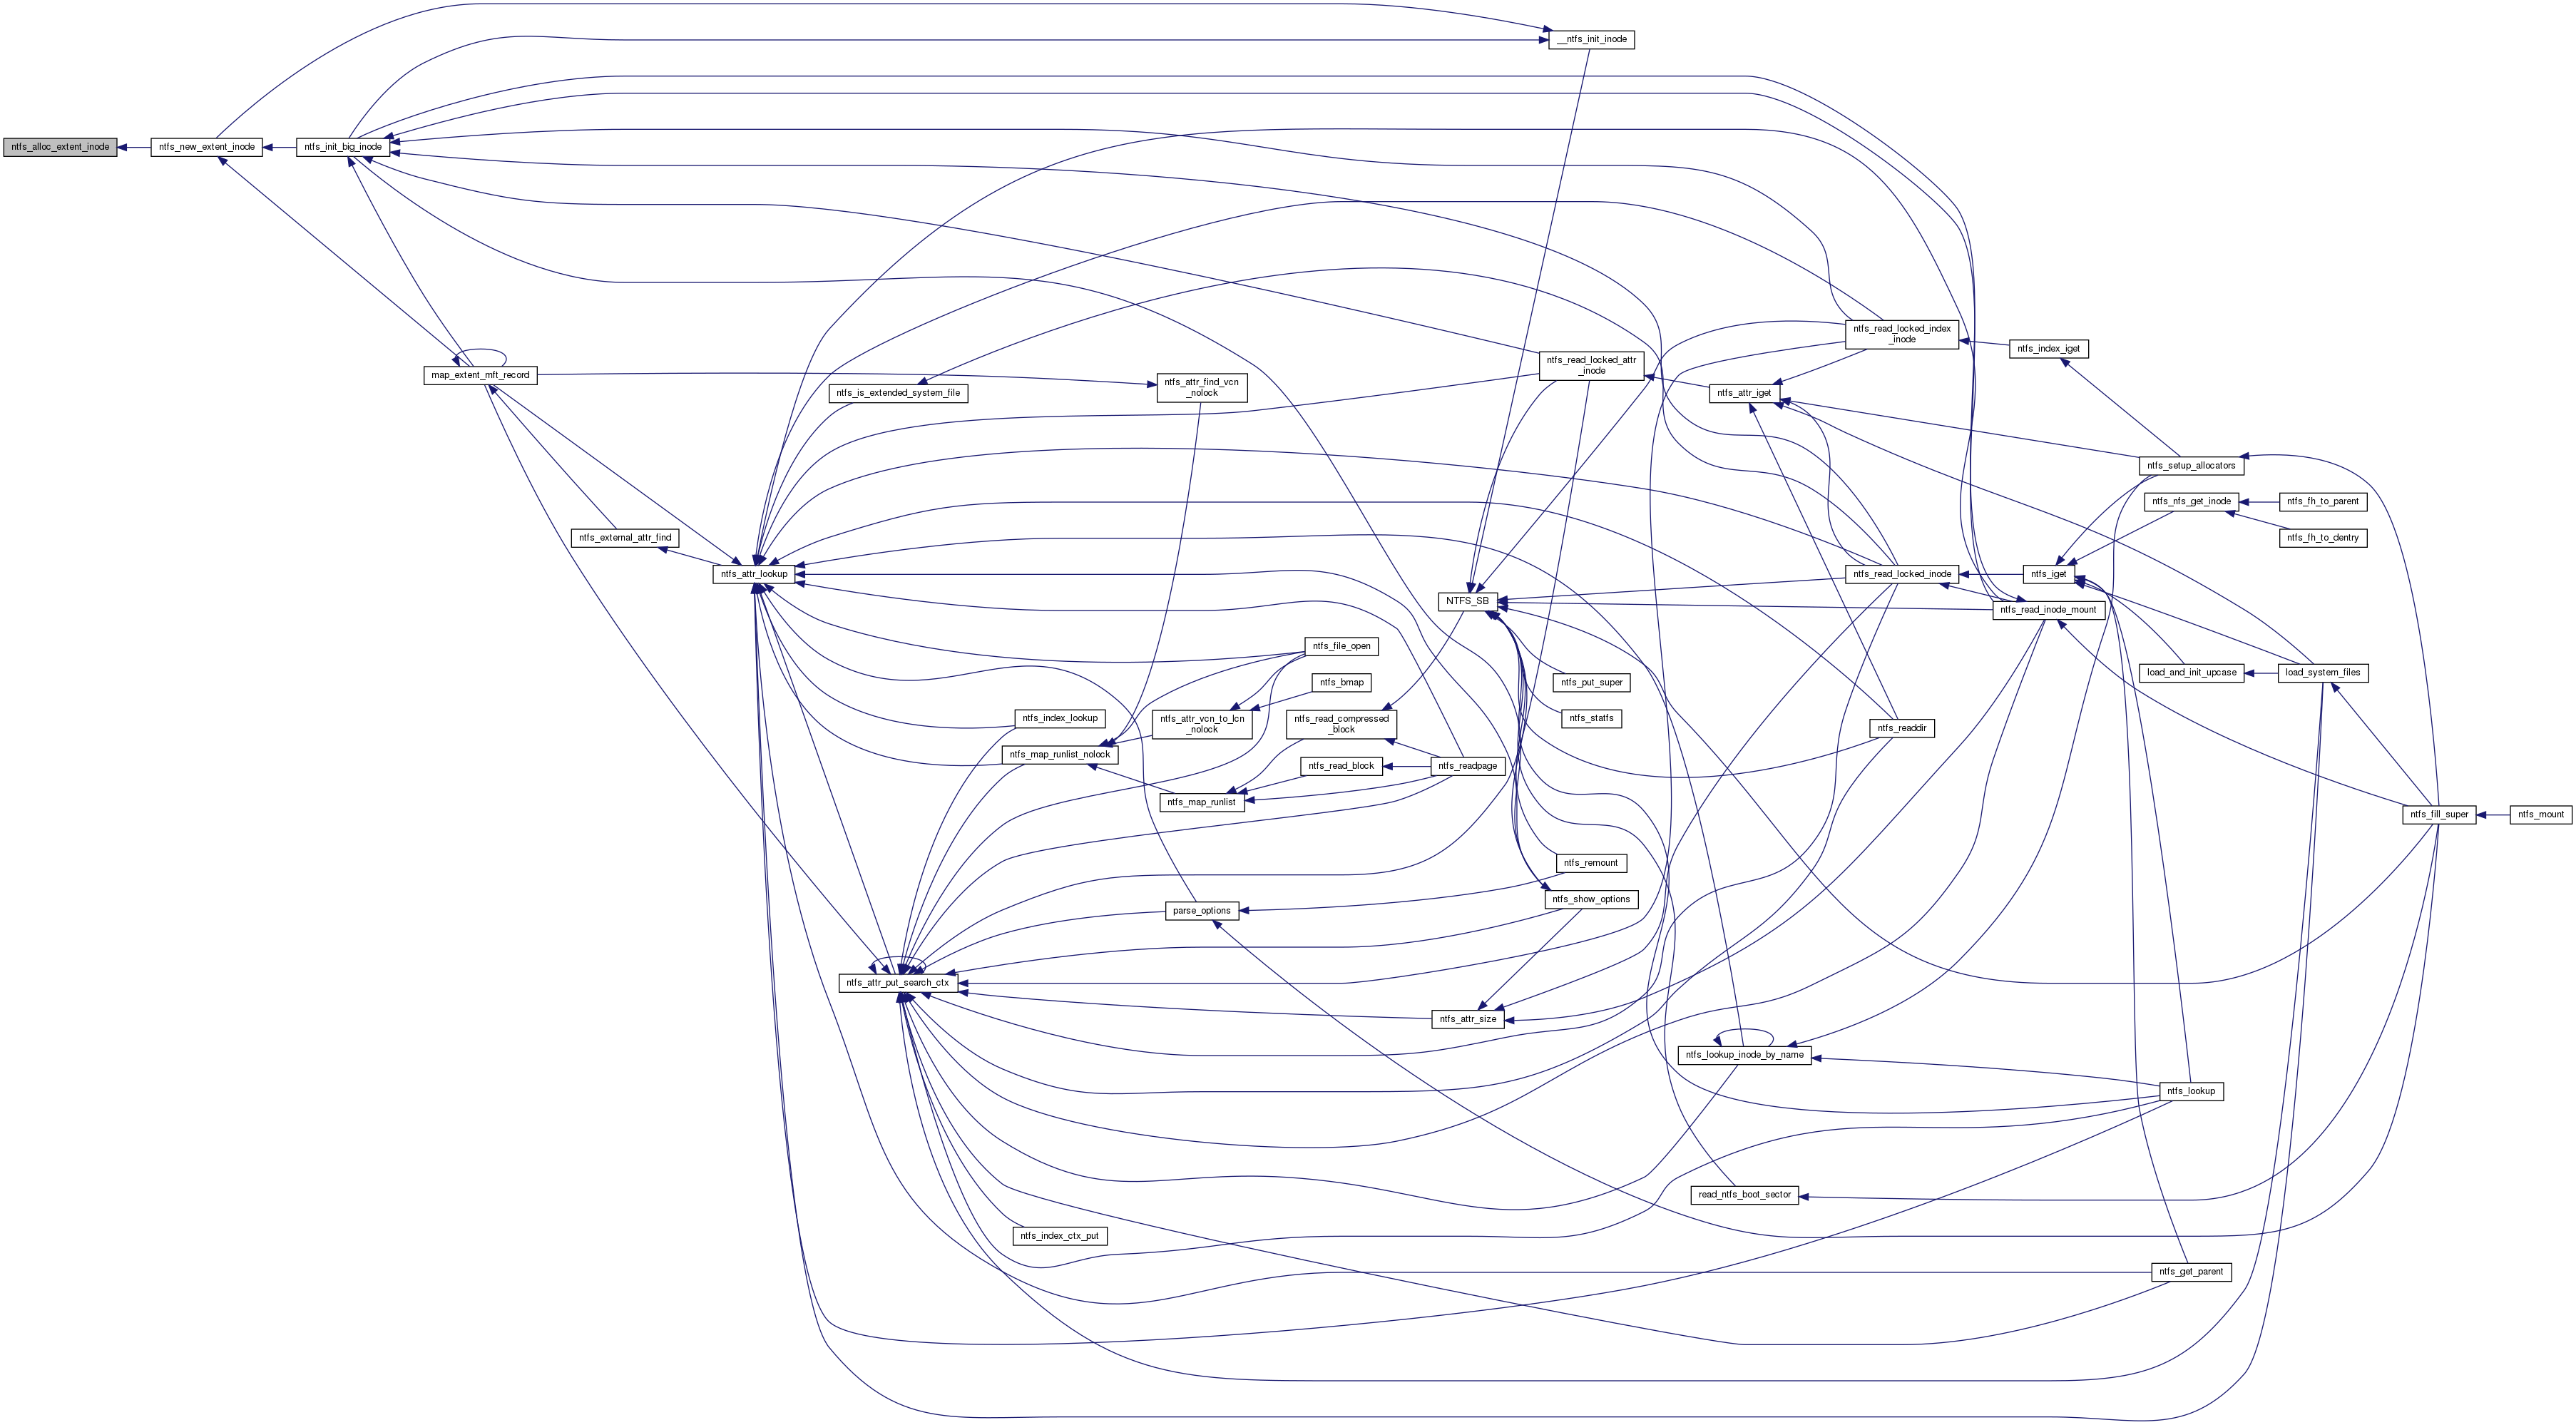 __ntfs_init_inode
ntfs_alloc_extent_inode
ntfs_new_extent_inode
ntfs_init_big_inode
ntfs_read_locked_index
_inode
ntfs_index_iget
ntfs_read_locked_attr
_inode
map_extent_mft_record
ntfs_attr_find_vcn
_nolock
ntfs_is_extended_system_file
ntfs_attr_iget
ntfs_setup_allocators
ntfs_nfs_get_inode
ntfs_fh_to_parent
ntfs_external_attr_find
ntfs_fh_to_dentry
ntfs_attr_lookup
ntfs_read_locked_inode
ntfs_iget
NTFS_SB
ntfs_read_inode_mount
ntfs_file_open
load_and_init_upcase
load_system_files
ntfs_bmap
ntfs_put_super
ntfs_index_lookup
ntfs_attr_vcn_to_lcn
_nolock
ntfs_read_compressed
_block
ntfs_statfs
ntfs_readdir
ntfs_map_runlist_nolock
ntfs_read_block
ntfs_readpage
ntfs_map_runlist
ntfs_fill_super
ntfs_mount
ntfs_remount
ntfs_show_options
parse_options
ntfs_attr_put_search_ctx
ntfs_attr_size
ntfs_lookup_inode_by_name
ntfs_lookup
read_ntfs_boot_sector
ntfs_index_ctx_put
ntfs_get_parent